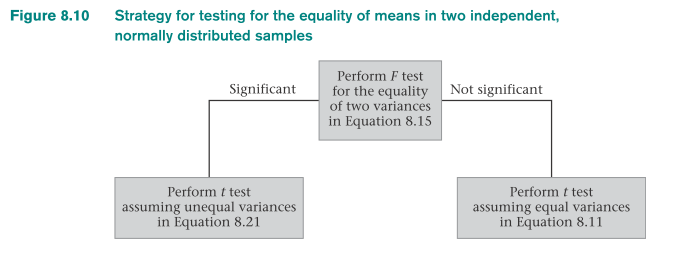 Figure 8.10 Strategy for testing for the equality of means in two independent,
normally distributed samples
Perform F test
for the equality
of two variances
in Equation 8.15
Significant
Not significant
Perform t test
assuming unequal variances
in Equation 8.21
Perform t test
assuming equal variances
in Equation 8.11